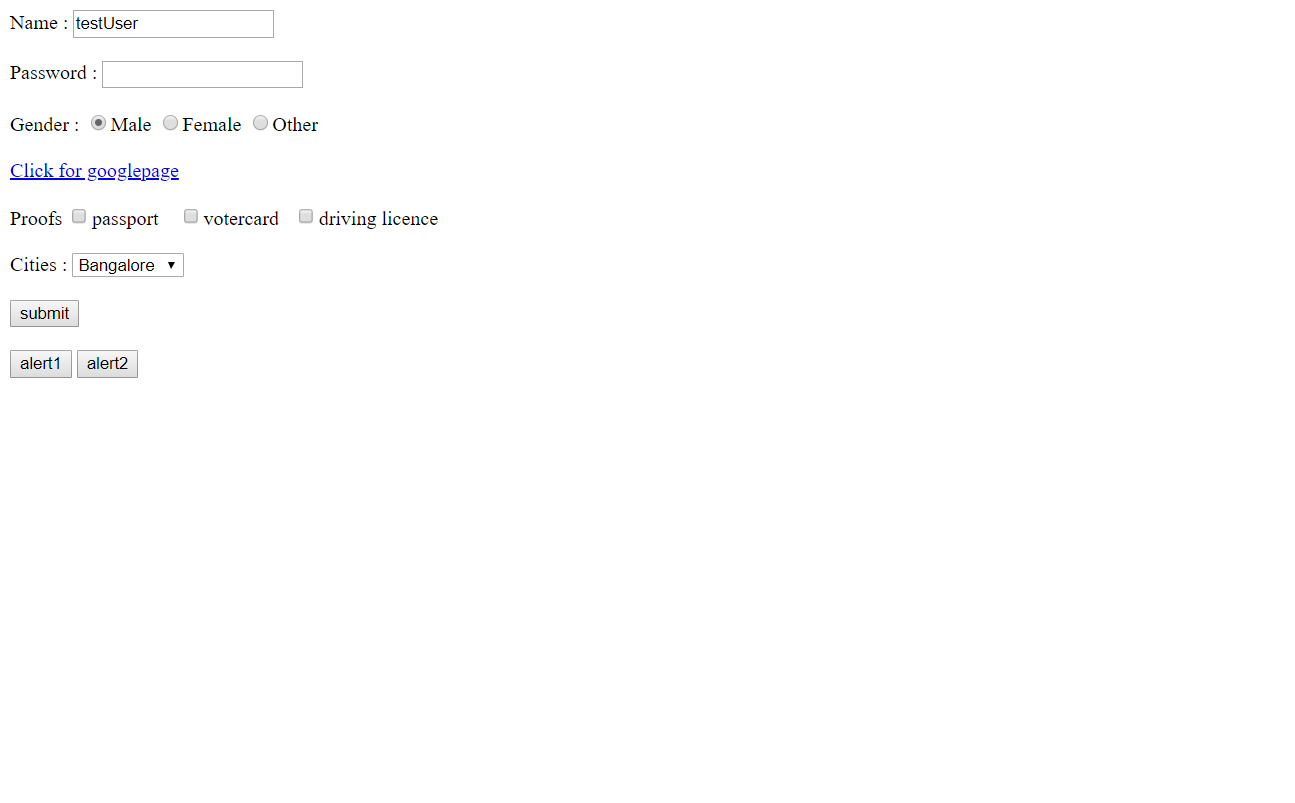 Name : testUser
Password :
Gender : Male Female Other
Click for googlepage
Proofs passport votercard driving licence
Cities : Bangalore
submit
alert1 alert2